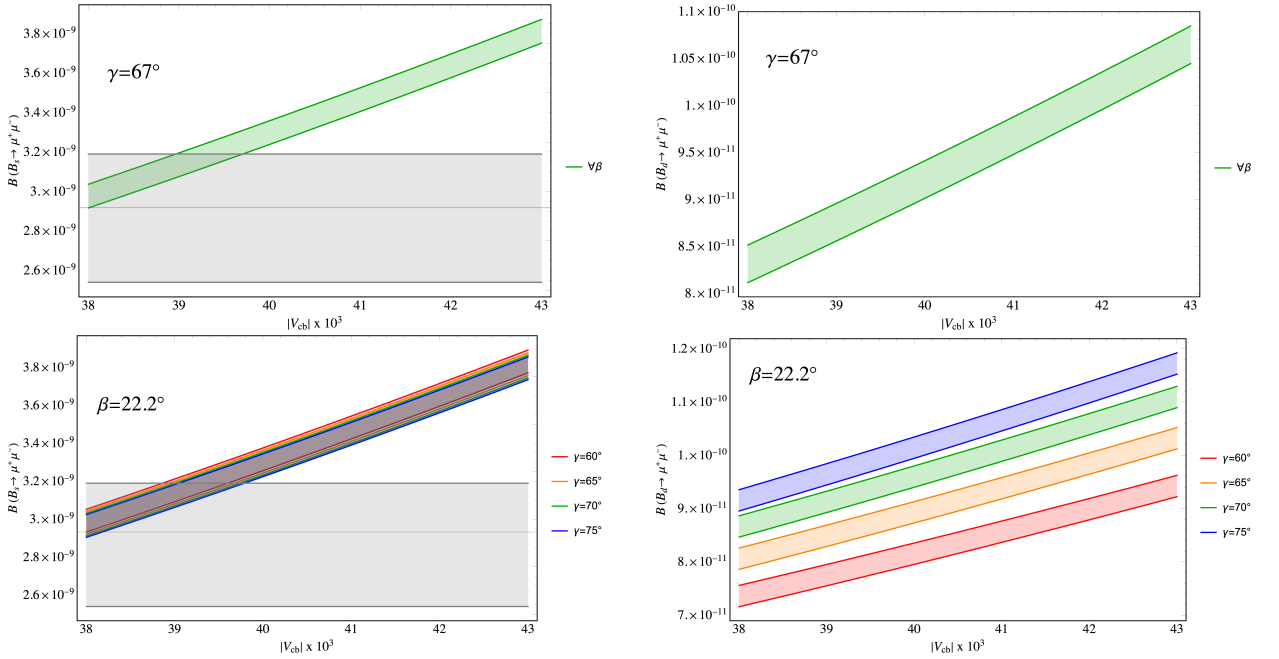 3.8×10⁻⁹
3.6×10⁻⁹
3.4×10⁻⁹
3.2×10⁻⁹
3.×10⁻⁹
2.8×10⁻⁹
2.6×10⁻⁹
B (Bₛ→ μ⁺μ⁻)
γ=67°
38 39 40 41 42 43
|V_cb| x 10³
∀β
1.1×10⁻¹⁰
1.05×10⁻¹⁰
1.×10⁻¹⁰
9.5×10⁻¹¹
9.×10⁻¹¹
8.5×10⁻¹¹
8.×10⁻¹¹
B (B_d→ μ⁺μ⁻)
γ=67°
38 39 40 41 42 43
|V_cb| x 10³
∀β
3.8×10⁻⁹
3.6×10⁻⁹
3.4×10⁻⁹
3.2×10⁻⁹
3.×10⁻⁹
2.8×10⁻⁹
2.6×10⁻⁹
B (Bₛ→ μ⁺μ⁻)
β=22.2°
38 39 40 41 42 43
|V_cb| x 10³
γ=60°
γ=65°
γ=70°
γ=75°
1.2×10⁻¹⁰
1.1×10⁻¹⁰
1.×10⁻¹⁰
9.×10⁻¹¹
8.×10⁻¹¹
7.×10⁻¹¹
B (B_d→ μ⁺μ⁻)
β=22.2°
38 39 40 41 42 43
|V_cb| x 10³
γ=60°
γ=65°
γ=70°
γ=75°